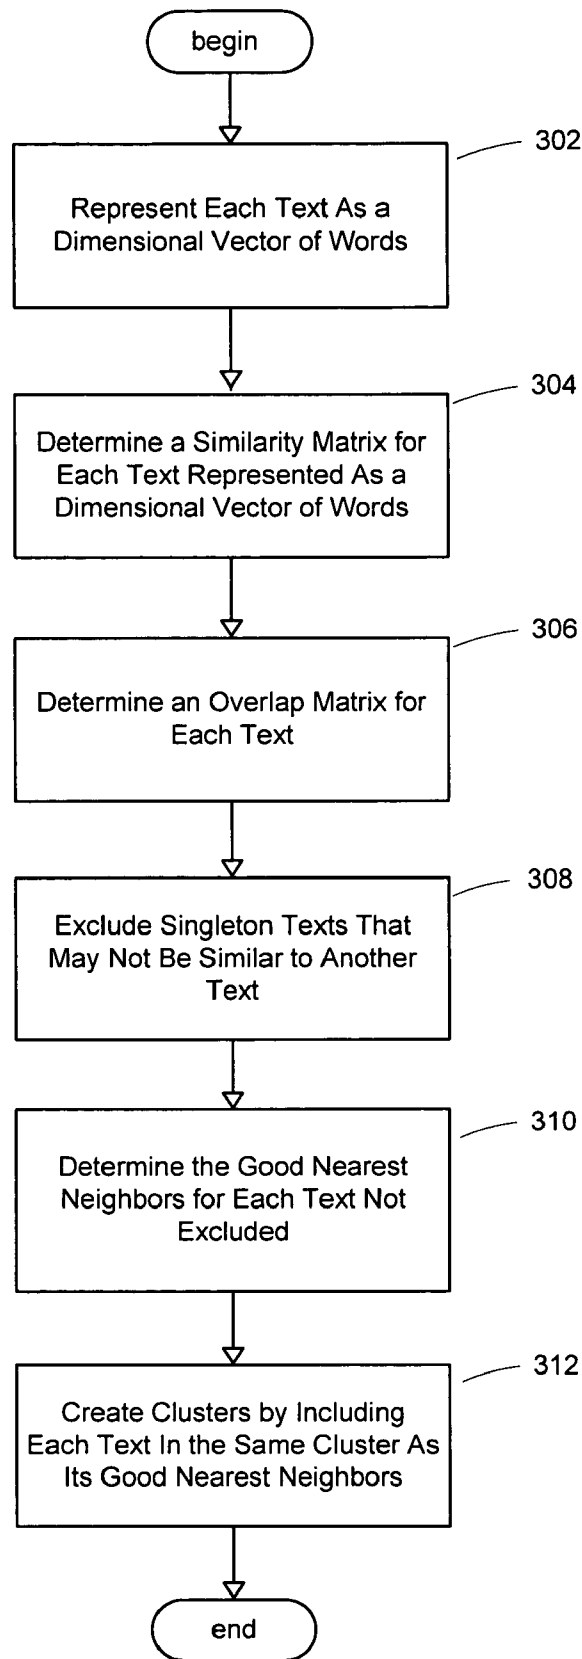 begin
302
Represent Each Text As a
Dimensional Vector of Words
304
Determine a Similarity Matrix for
Each Text Represented As a
Dimensional Vector of Words
306
Determine an Overlap Matrix for
Each Text
308
Exclude Singleton Texts That
May Not Be Similar to Another
Text
310
Determine the Good Nearest
Neighbors for Each Text Not
Excluded
312
Create Clusters by Including
Each Text In the Same Cluster As
Its Good Nearest Neighbors
end